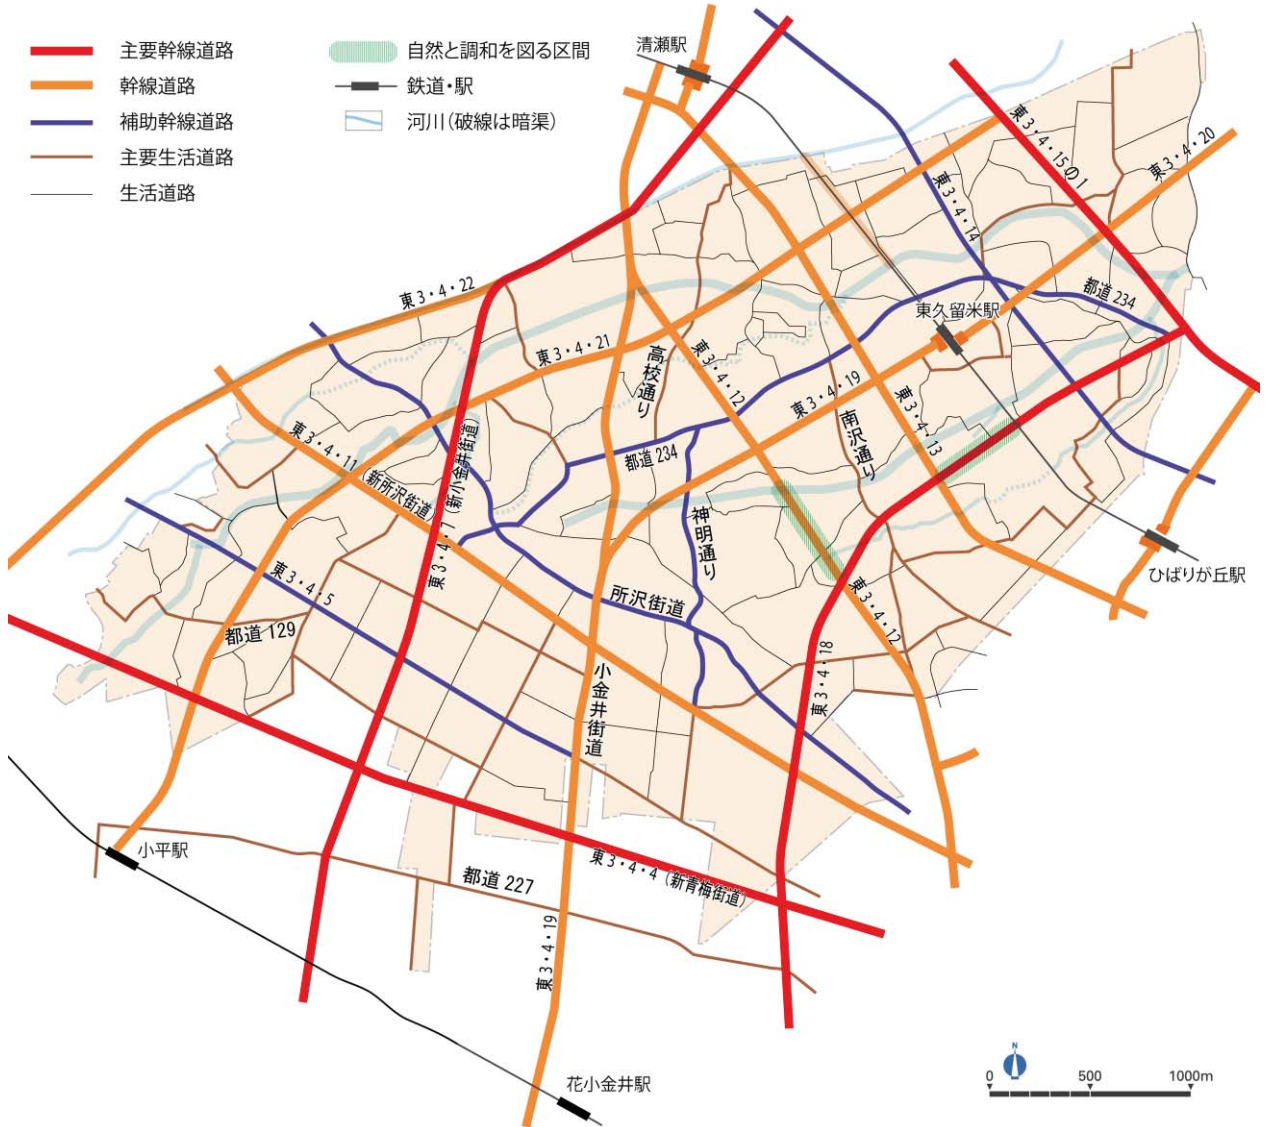 主要幹線道路
幹線道路
補助幹線道路
主要生活道路
生活道路
自然と調和を図る区間
鉄道・駅
河川(破線は暗渠)
清瀬駅
東3・4・15の1
東3・4・20
東3・4・14
東3・4・22
都道234
東久留米駅
東3・4・21
高校通り
東3・4・12
東3・4・19
南沢通り
東3・4・13
東3・4・11(新所沢街道)
東3・4・7(新小金井街道)
都道234
神明通り
ひばりが丘駅
東3・4・5
所沢街道
東3・4・12
都道129
東3・4・18
小金井街道
小平駅
都道227
東3・4・4(新青梅街道)
東3・4・19
花小金井駅
N
0 500 1000m